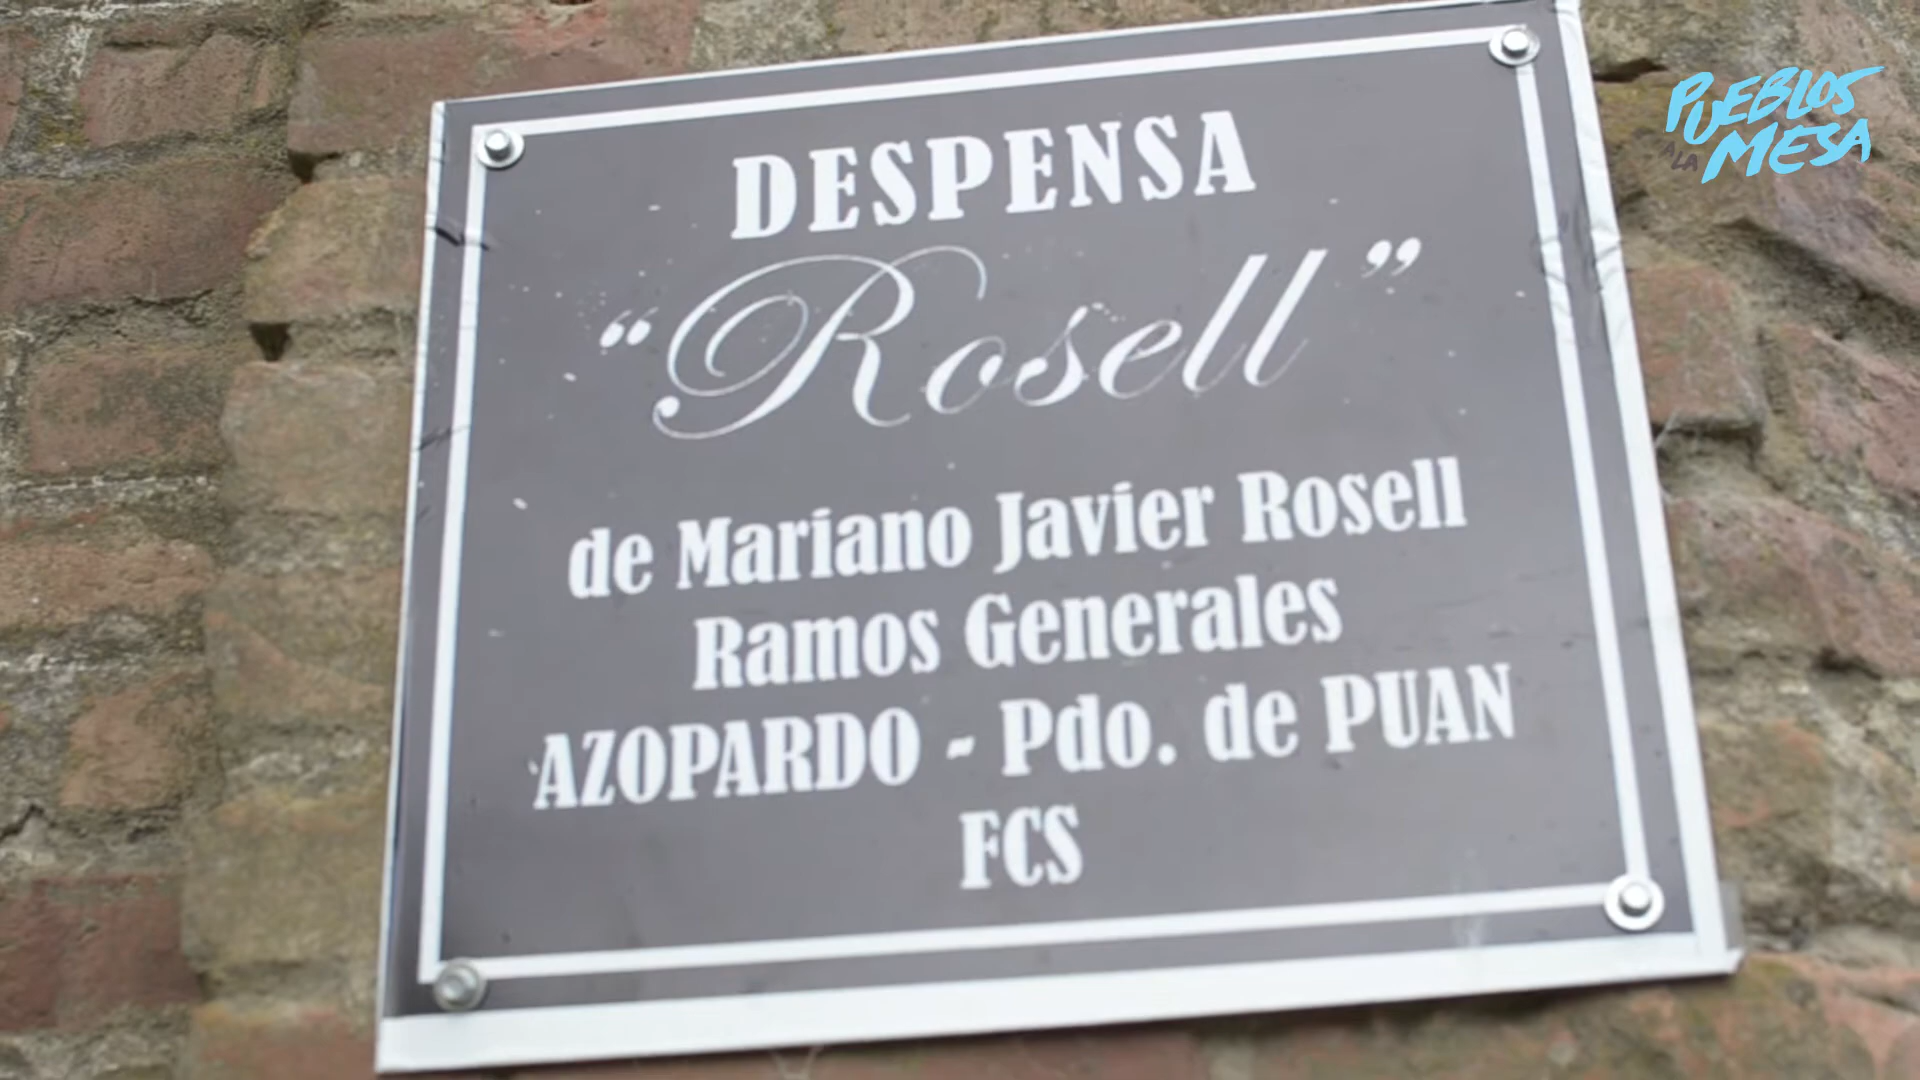 DESPENSA
“Rosell”
de Mariano Javier Rosell
Ramos Generales
AZOPARDO - Pdo. de PUAN
FCS
PUEBLOS
A LA MESA